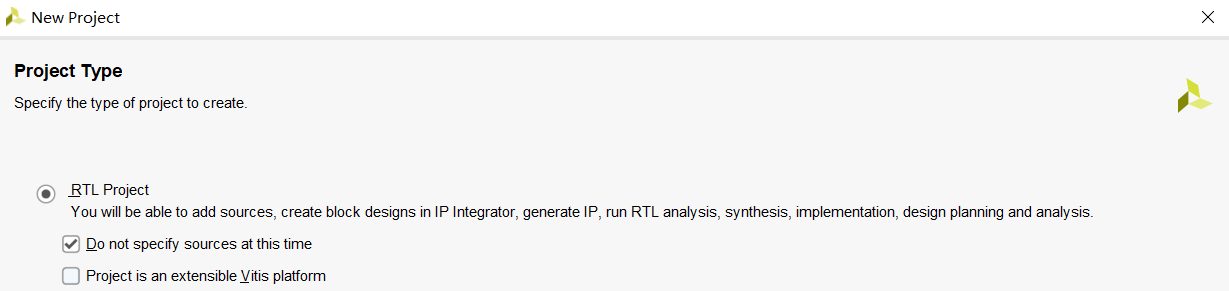 New Project
Project Type
Specify the type of project to create.
RTL Project
You will be able to add sources, create block designs in IP Integrator, generate IP, run RTL analysis, synthesis, implementation, design planning and analysis.
Do not specify sources at this time
Project is an extensible Vitis platform